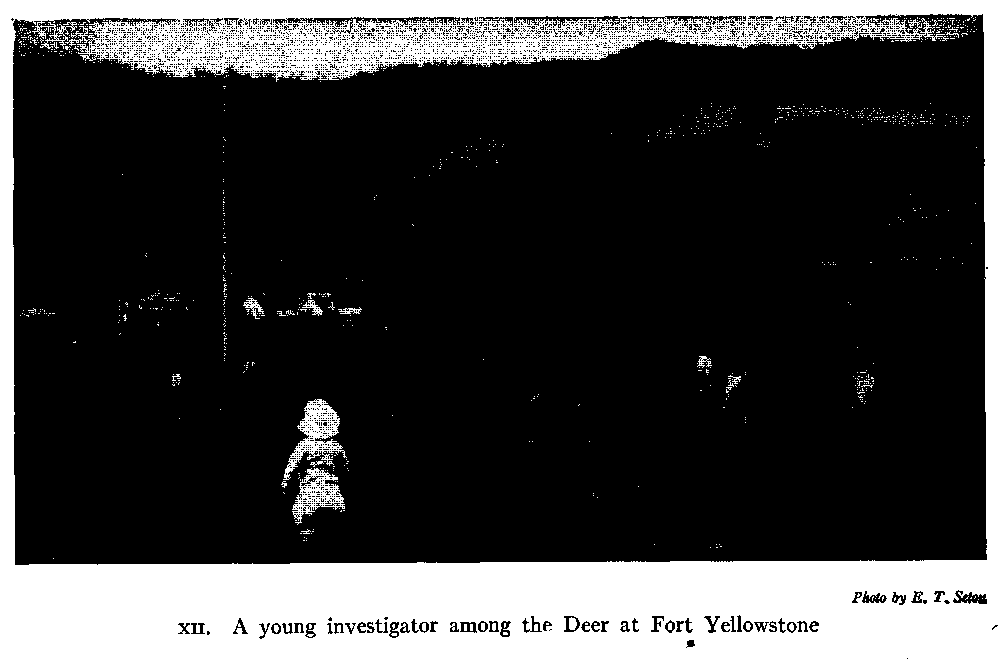 Photo by E. T. Seton
XII. A young investigator among the Deer at Fort Yellowstone